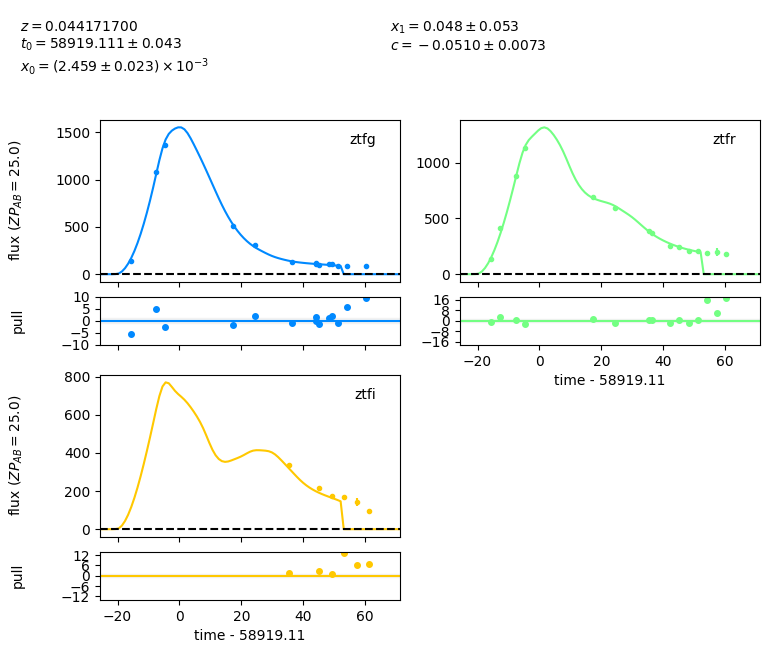 z = 0.044171700
t₀ = 58919.111 ± 0.043
x₀ = (2.459 ± 0.023) × 10⁻³
x₁ = 0.048 ± 0.053
c = −0.0510 ± 0.0073
flux (ZP_AB = 25.0)
1500
1000
500
0
ztfg
1000
500
0
ztfr
pull
10
5
0
−5
−10
16
8
0
−8
−16
−20
0
20
40
60
time - 58919.11
flux (ZP_AB = 25.0)
800
600
400
200
0
ztfi
pull
12
6
0
−6
−12
−20
0
20
40
60
time - 58919.11